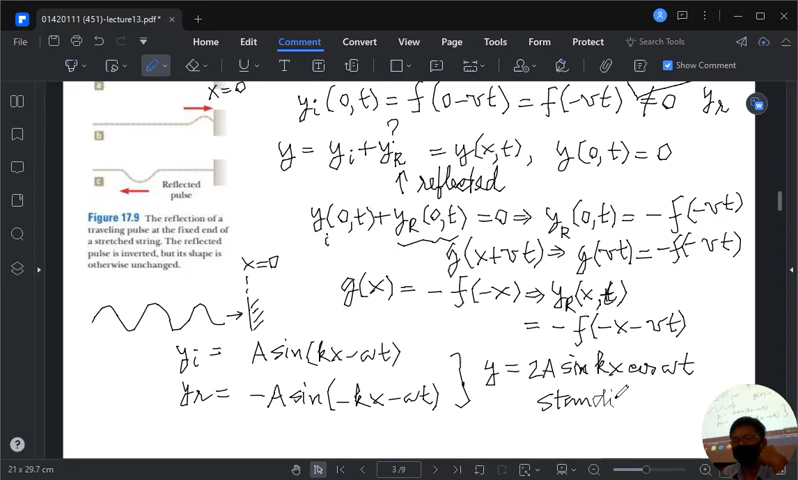 01420111 (451)-lecture13.pdf *
File
Home
Comment
Convert
View
Page
Tools
Form
Protect
Search Tools
Show Comment
a
x=0
b
c
Reflected
pulse
Figure 17.9 The reflection of a
traveling pulse at the fixed end of
a stretched string. The reflected
pulse is inverted, but its shape is
otherwise unchanged.
yi(0,t) = f(0-vt) = f(-vt) ≠ 0 yr
?
y = yi + yR = y(x,t), y(0,t) = 0
↑ reflected
yi(0,t) + yR(0,t) = 0 ⇒ yR(0,t) = -f(-vt)
g(x+vt) ⇒ g(vt) = -f(-vt)
x=0
g(x) = -f(-x) ⇒ yR(x,t)
= -f(-x-vt)
yi = A sin(kx-ωt)
yr = -A sin(-kx-ωt)
y = 2A sin kx cos ωt
standi
21 x 29.7 cm
3 /9